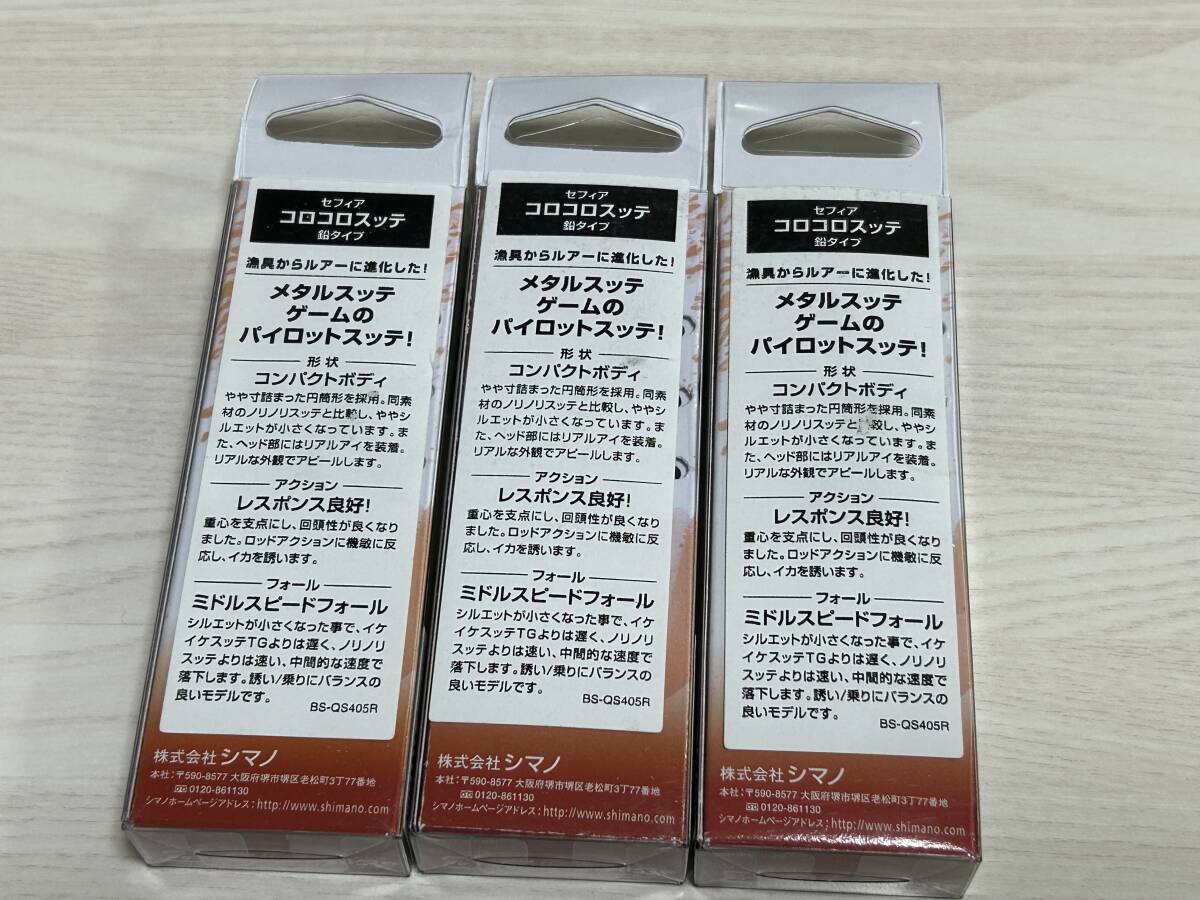 セフィア
コロコロスッテ
鉛タイプ
漁具からルアーに進化した!
メタルスッテ
ゲームの
パイロットスッテ!
形状
コンパクトボディ
やや寸詰まった円筒形を採用。同素
材のノリノリスッテと比較し、ややシ
ルエットが小さくなっています。ま
た、ヘッド部にはリアルアイを装着。
リアルな外観でアピールします。
アクション
レスポンス良好!
重心を支点にし、回頭性が良くなり
ました。ロッドアクションに機敏に反
応し、イカを誘います。
フォール
ミドルスピードフォール
シルエットが小さくなった事で、イケ
イケスッテTGよりは遅く、ノリノリ
スッテよりは速い、中間的な速度で
落下します。誘い/乗りにバランスの
良いモデルです。
BS-QS405R
株式会社 シマノ
本社:〒590-8577 大阪府堺市堺区老松町3丁77番地
0120-861130
シマノホームページアドレス:http://www.shimano.com
セフィア
コロコロスッテ
鉛タイプ
漁具からルアーに進化した!
メタルスッテ
ゲームの
パイロットスッテ!
形状
コンパクトボディ
やや寸詰まった円筒形を採用。同素
材のノリノリスッテと比較し、ややシ
ルエットが小さくなっています。ま
た、ヘッド部にはリアルアイを装着。
リアルな外観でアピールします。
アクション
レスポンス良好!
重心を支点にし、回頭性が良くなり
ました。ロッドアクションに機敏に反
応し、イカを誘います。
フォール
ミドルスピードフォール
シルエットが小さくなった事で、イケ
イケスッテTGよりは遅く、ノリノリ
スッテよりは速い、中間的な速度で
落下します。誘い/乗りにバランスの
良いモデルです。
BS-QS405R
株式会社 シマノ
本社:〒590-8577 大阪府堺市堺区老松町3丁77番地
0120-861130
シマノホームページアドレス:http://www.shimano.com
セフィア
コロコロスッテ
鉛タイプ
漁具からルアーに進化した!
メタルスッテ
ゲームの
パイロットスッテ!
形状
コンパクトボディ
やや寸詰まった円筒形を採用。同素
材のノリノリスッテと較し、ややシ
ルエットが小さくなっています。ま
た、ヘッド部にはリアルアイを装着。
リアルな外観でアピールします。
アクション
レスポンス良好!
重心を支点にし、回頭性が良くなり
ました。ロッドアクションに機敏に反
応し、イカを誘います。
フォール
ミドルスピードフォール
シルエットが小さくなった事で、イケ
イケスッテTGよりは遅く、ノリノリ
スッテよりは速い、中間的な速度で
落下します。誘い/乗りにバランスの
良いモデルです。
BS-QS405R
株式会社 シマノ
本社:〒590-8577 大阪府堺市堺区老松町3丁77番地
0120-861130
シマノホームページアドレス:http://www.shimano.com